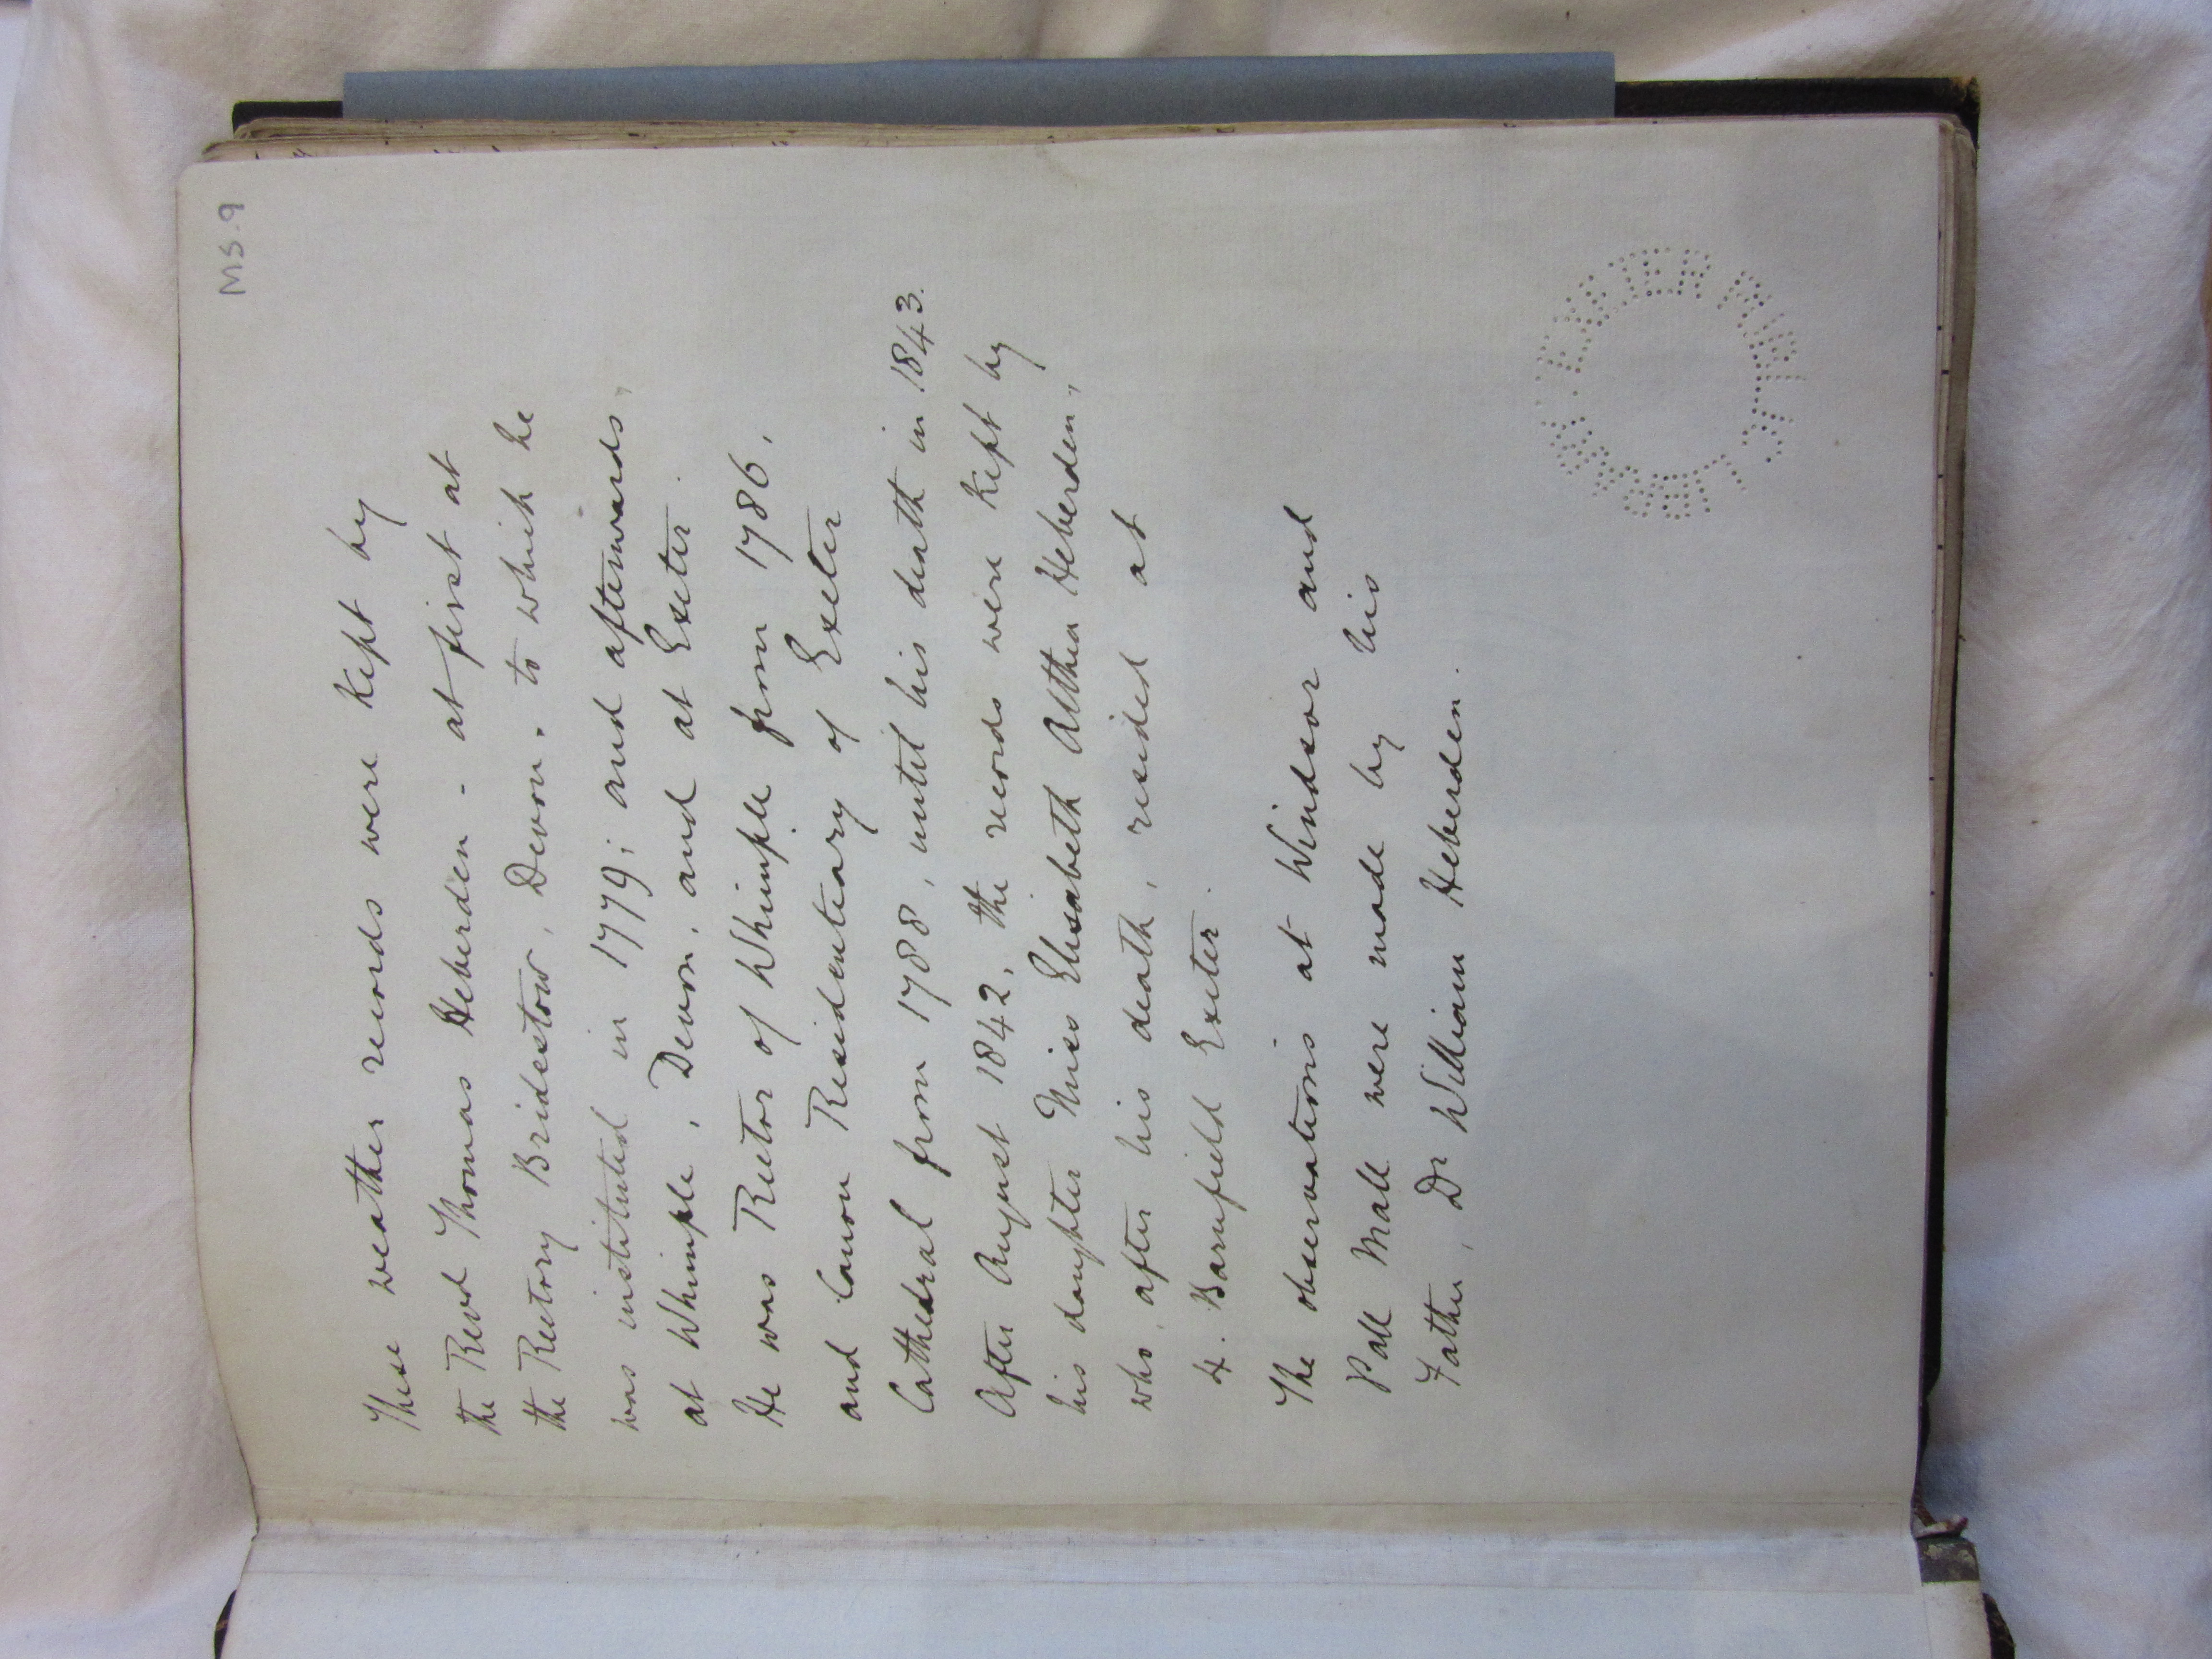 MS.9
These weather records were kept by
the Revd Thomas Heberden - at first at
the Rectory Bridestow, Devon. to which he
was instituted in 1779; and afterwards
at Whimple, Devon, and at Exeter.
He was Rector of Whimple from 1786,
and Canon Residentiary of Exeter
Cathedral from 1788, until his death in 1843.
After August 1842, the records were kept by
his daughter Miss Elisabeth Althea Heberden,
who, after his death, resided at
4. Barnfield Exeter.
The observations at Windsor and
Pall Mall were made by his
Father, Dr William Heberden.